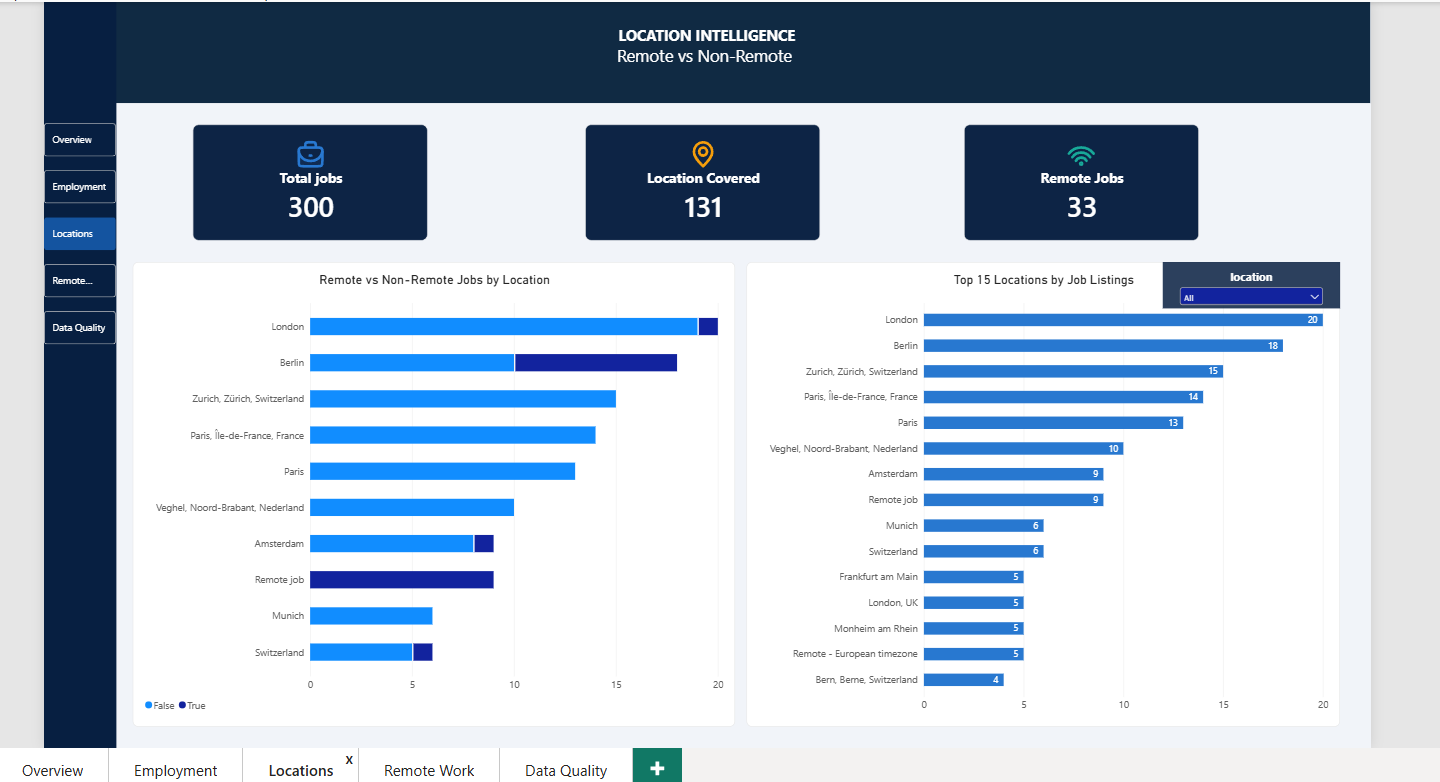 LOCATION INTELLIGENCE
Remote vs Non-Remote
Overview
Employment
Locations
Remote...
Data Quality
Total jobs
300
Location Covered
131
Remote Jobs
33
Remote vs Non-Remote Jobs by Location
London
Berlin
Zurich, Zürich, Switzerland
Paris, Île-de-France, France
Paris
Veghel, Noord-Brabant, Nederland
Amsterdam
Remote job
Munich
Switzerland
0 5 10 15 20
False True
Top 15 Locations by Job Listings
location
All
London 20
Berlin 18
Zurich, Zürich, Switzerland 15
Paris, Île-de-France, France 14
Paris 13
Veghel, Noord-Brabant, Nederland 10
Amsterdam 9
Remote job 9
Munich 6
Switzerland 6
Frankfurt am Main 5
London, UK 5
Monheim am Rhein 5
Remote - European timezone 5
Bern, Berne, Switzerland 4
0 5 10 15 20
Overview Employment Locations X Remote Work Data Quality +